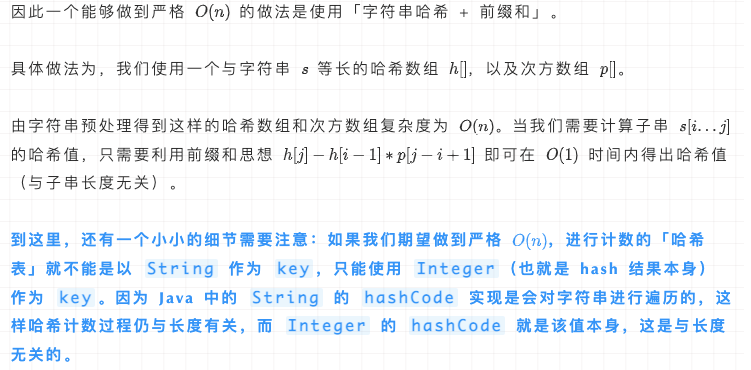 因此一个能够做到严格 O(n) 的做法是使用「字符串哈希 + 前缀和」。
具体做法为，我们使用一个与字符串 s 等长的哈希数组 h[]，以及次方数组 p[]。
由字符串预处理得到这样的哈希数组和次方数组复杂度为 O(n)。当我们需要计算子串 s[i...j]
的哈希值，只需要利用前缀和思想 h[j] − h[i − 1] ∗ p[j − i + 1] 即可在 O(1) 时间内得出哈希值
（与子串长度无关）。
到这里，还有一个小小的细节需要注意：如果我们期望做到严格 O(n)，进行计数的「哈希
表」就不能是以 String 作为 key，只能使用 Integer（也就是 hash 结果本身）
作为 key。因为 Java 中的 String 的 hashCode 实现是会对字符串进行遍历的，这
样哈希计数过程仍与长度有关，而 Integer 的 hashCode 就是该值本身，这是与长度
无关的。